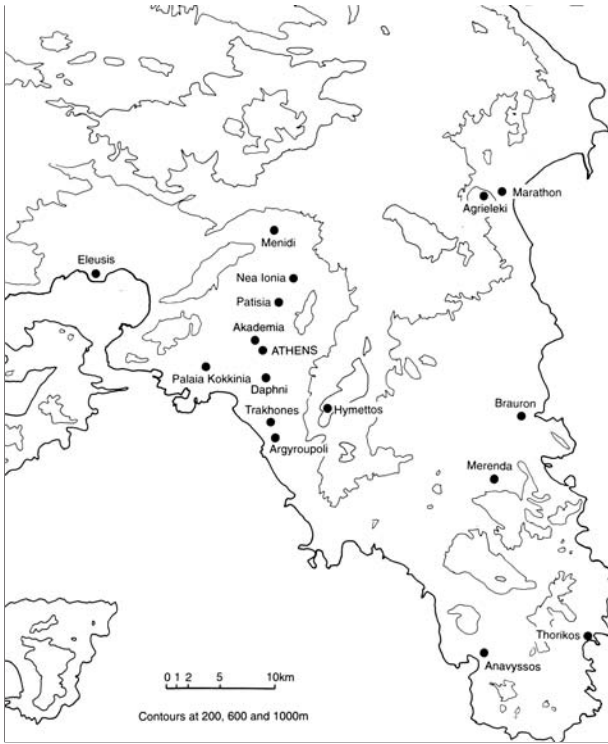 Marathon
Agrieleki
Menidi
Eleusis
Nea Ionia
Patisia
Akademia
ATHENS
Palaia Kokkinia
Daphni
Hymettos
Trakhones
Brauron
Argyroupoli
Merenda
Thorikos
Anavyssos
0 1 2 5 10km
Contours at 200, 600 and 1000m